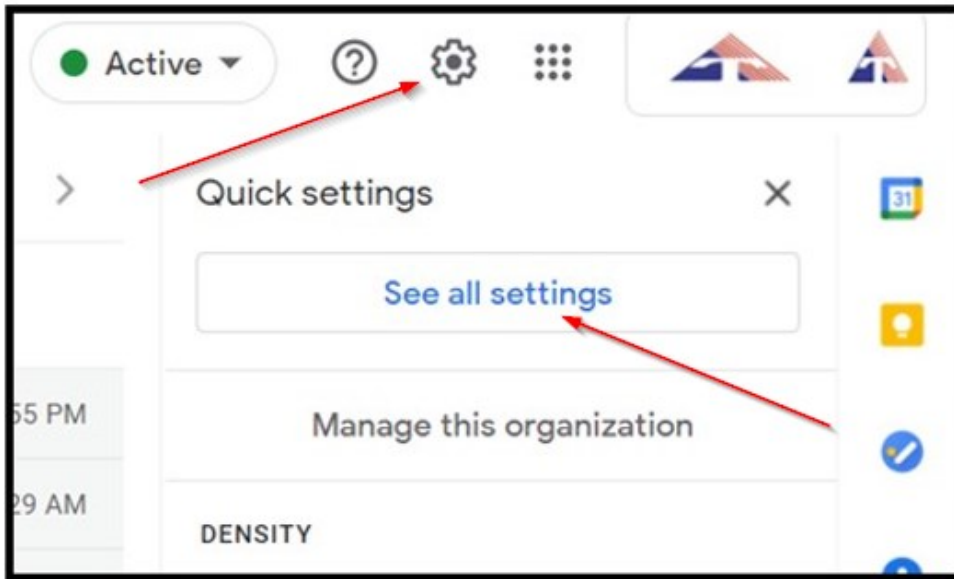 Active
Quick settings
31
See all settings
55 PM
Manage this organization
29 AM
DENSITY